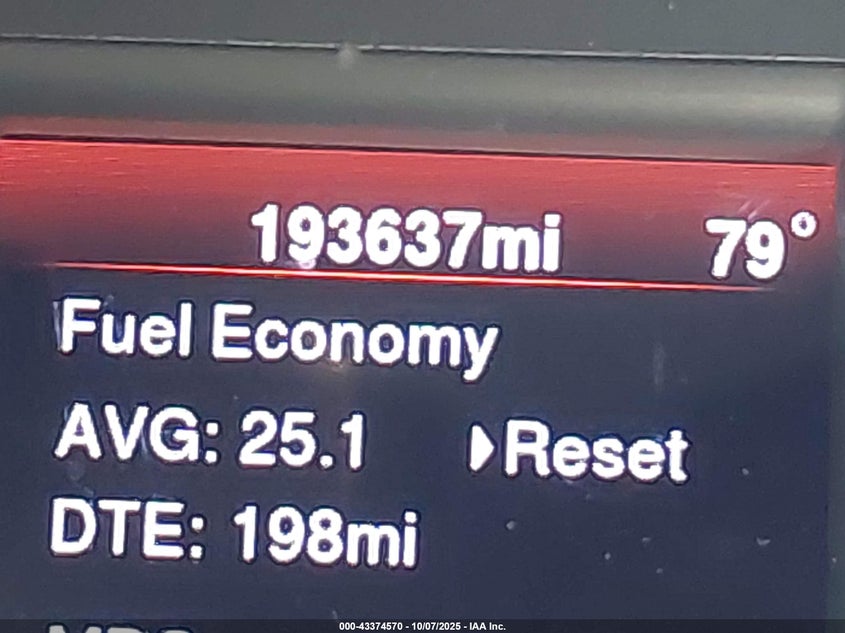 193637mi 79°
Fuel Economy
AVG: 25.1 ▶Reset
DTE: 198mi
000-43374570 - 10/07/2025 - IAA Inc.